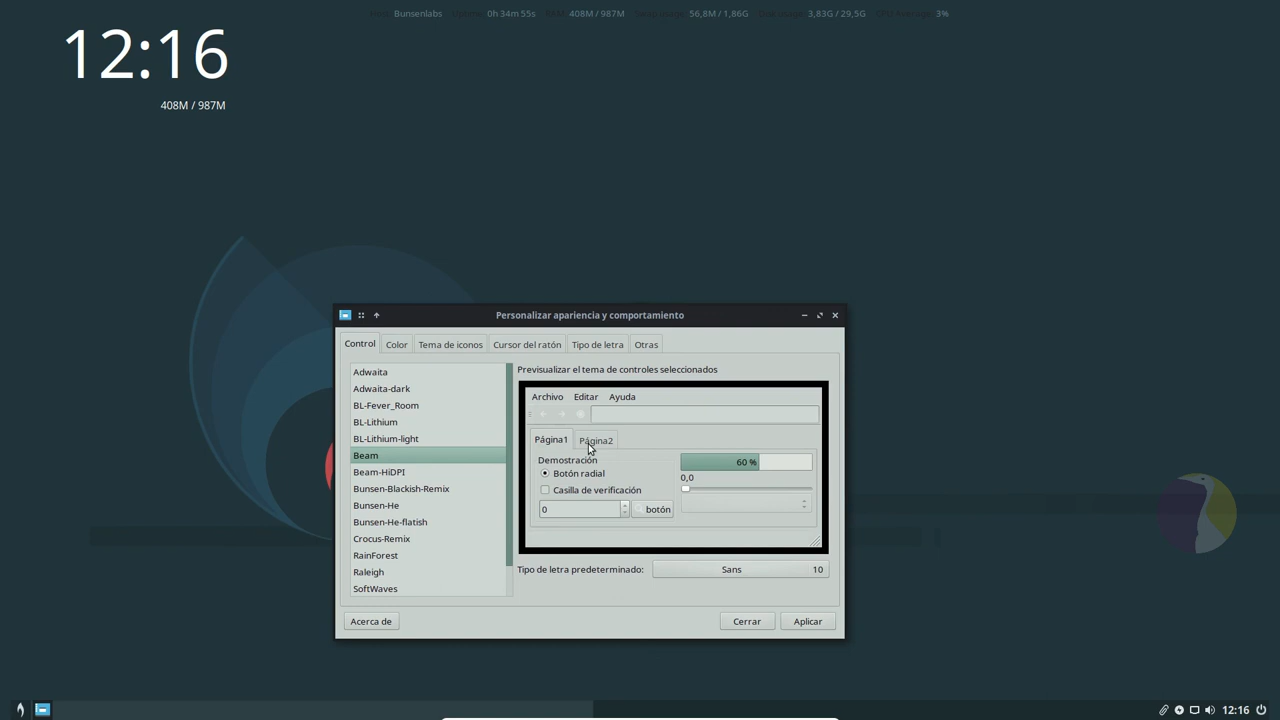 Bunsenlabs 0h 34m 55s 408M / 987M 56,8M / 1,86G 3,83G / 29,5G 3%
12:16
408M / 987M
Personalizar apariencia y comportamiento
Control Color Tema de iconos Cursor del ratón Tipo de letra Otras
Adwaita
Adwaita-dark
BL-Fever_Room
BL-Lithium
BL-Lithium-light
Beam
Beam-HiDPI
Bunsen-Blackish-Remix
Bunsen-He
Bunsen-He-flatish
Crocus-Remix
RainForest
Raleigh
SoftWaves
Previsualizar el tema de controles seleccionados
Archivo Editar Ayuda
Página1 Página2
Demostración
Botón radial
Casilla de verificación
0 botón
60 %
0,0
Tipo de letra predeterminado: Sans 10
Acerca de Cerrar Aplicar
12:16